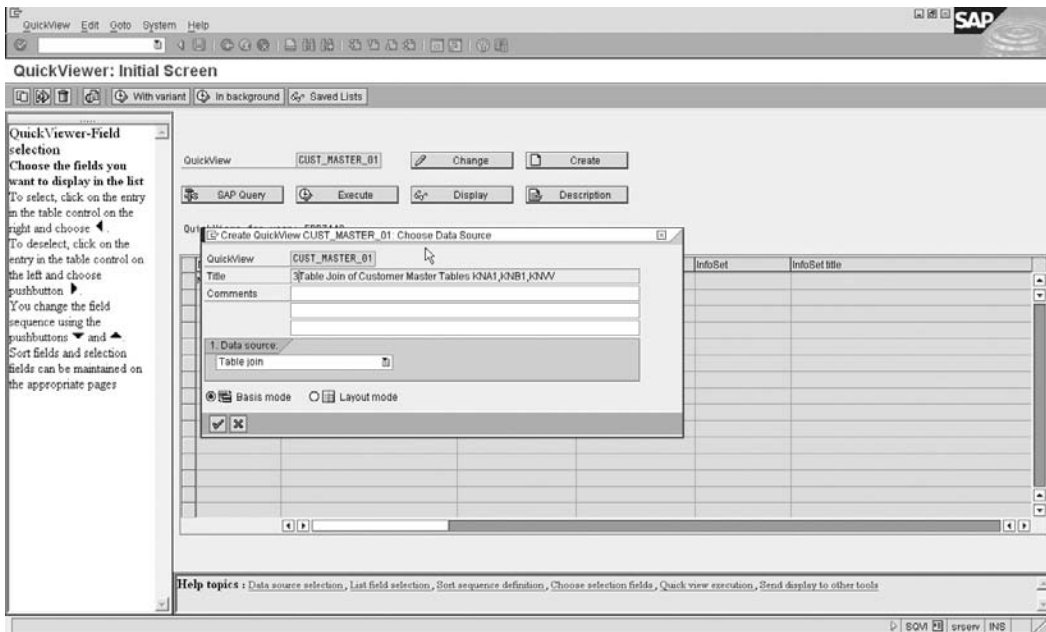 QuickView Edit Goto System Help
SAP
QuickViewer: Initial Screen
With variant In background Saved Lists
QuickViewer-Field
selection
Choose the fields you
want to display in the list
To select, click on the entry
in the table control on the
right and choose
To deselect, click on the
entry in the table control on
the left and choose
pushbutton
You change the field
sequence using the
pushbuttons and
Sort fields and selection
fields can be maintained on
the appropriate pages
QuickView CUST_MASTER_01 Change Create
SAP Query Execute Display Description
Create QuickView CUST_MASTER_01: Choose Data Source
QuickView CUST_MASTER_01
Title 3Table Join of Customer Master Tables KNA1,KNB1,KNVV
Comments
1. Data source:
Table join
Basis mode Layout mode
InfoSet InfoSet title
Help topics : Data source selection , List field selection , Sort sequence definition , Choose selection fields , Quick view execution , Send display to other tools
SQVI srserv INS